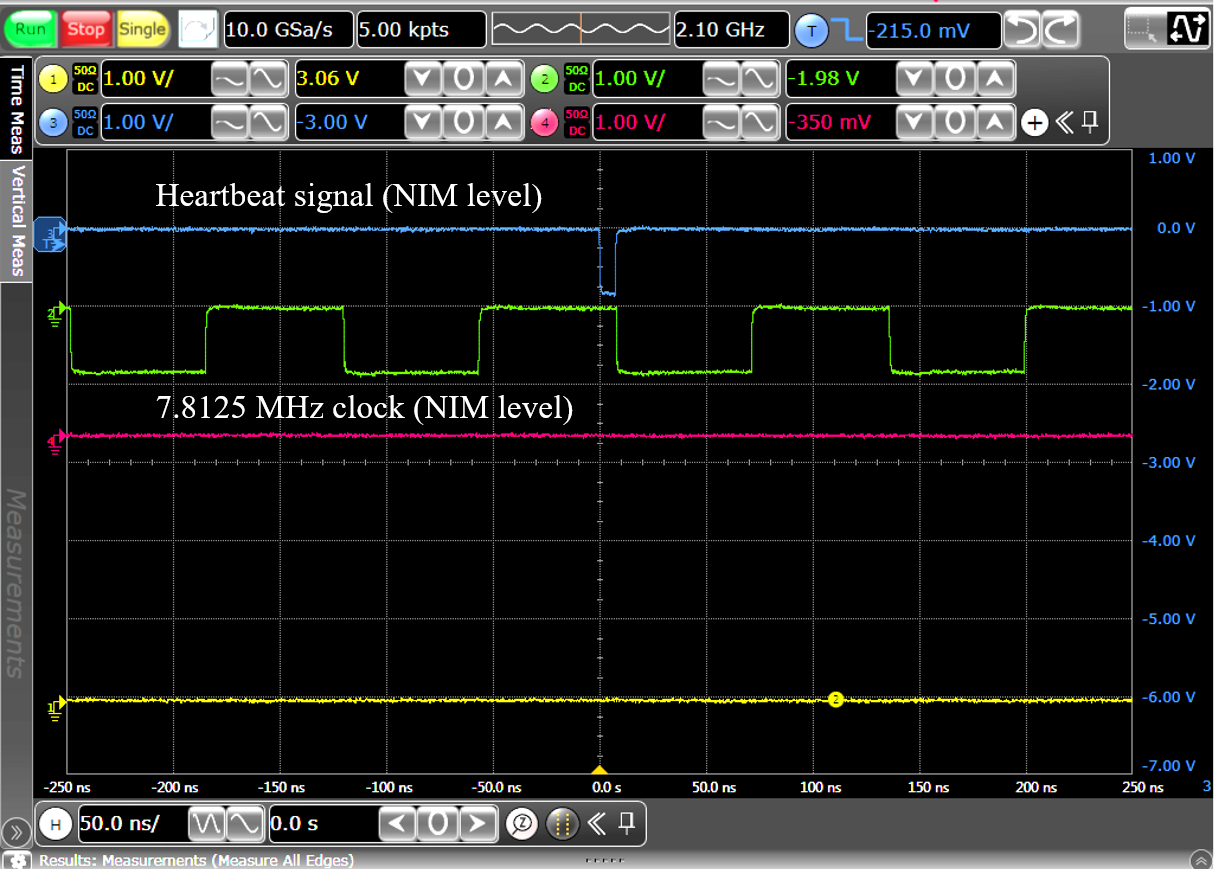 Run Stop Single 10.0 GSa/s 5.00 kpts 2.10 GHz T -215.0 mV
1 50Ω DC 1.00 V/ 3.06 V 0 2 50Ω DC 1.00 V/ -1.98 V 0
3 50Ω DC 1.00 V/ -3.00 V 0 4 50Ω DC 1.00 V/ -350 mV 0
Time Meas
Vertical Meas
Measurements
1.00 V
Heartbeat signal (NIM level)
3 0.0 V
T
2 -1.00 V
-2.00 V
7.8125 MHz clock (NIM level)
4
-3.00 V
-4.00 V
-5.00 V
1 2 -6.00 V
-7.00 V
-250 ns -200 ns -150 ns -100 ns -50.0 ns 0.0 s 50.0 ns 100 ns 150 ns 200 ns 250 ns 3
H 50.0 ns/ 0.0 s 0 Z
Results: Measurements (Measure All Edges)